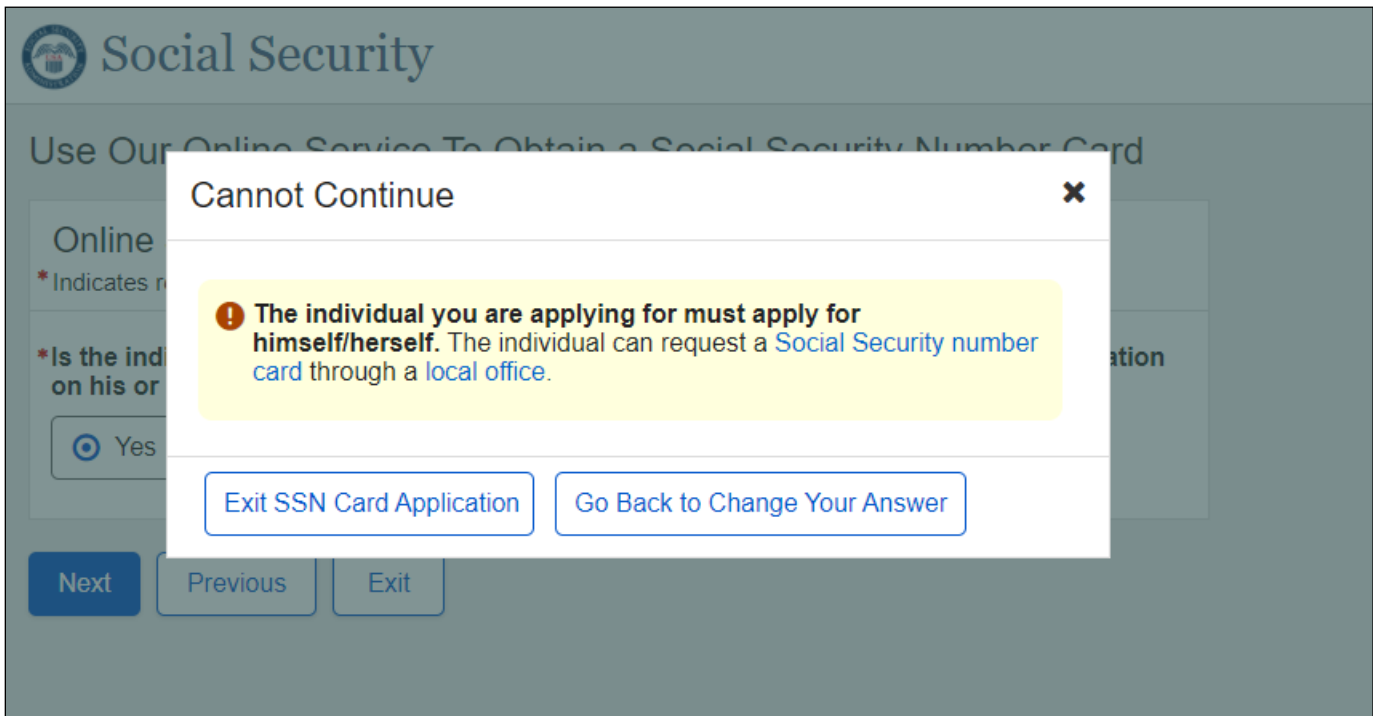 Social Security
Use Our Online Service To Obtain a Social Security Number Card
Cannot Continue
Online
*Indicates
The individual you are applying for must apply for
himself/herself. The individual can request a Social Security number
card through a local office.
*Is the
on his or
Yes
Exit SSN Card Application
Go Back to Change Your Answer
Next
Previous
Exit